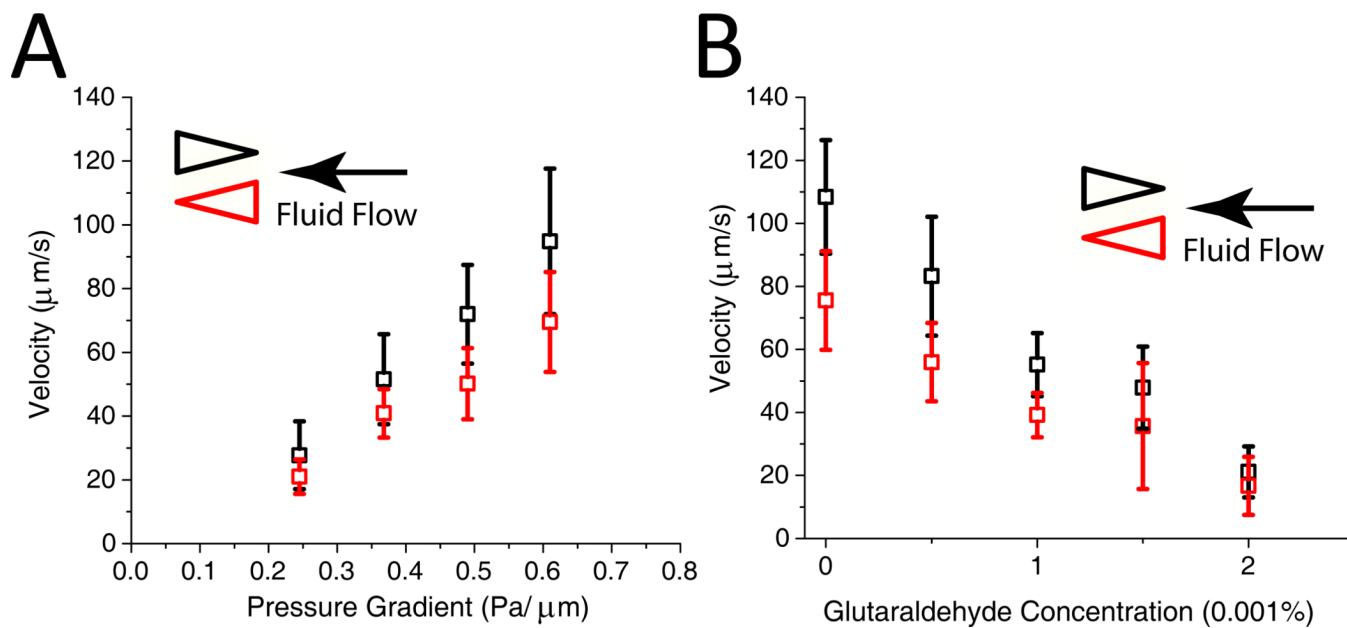 A
Velocity (μm/s)
140
120
100
80
60
40
20
0
Fluid Flow
0.0 0.1 0.2 0.3 0.4 0.5 0.6 0.7 0.8
Pressure Gradient (Pa/ μm)
B
Velocity (μm/s)
140
120
100
80
60
40
20
0
Fluid Flow
0 1 2
Glutaraldehyde Concentration (0.001%)